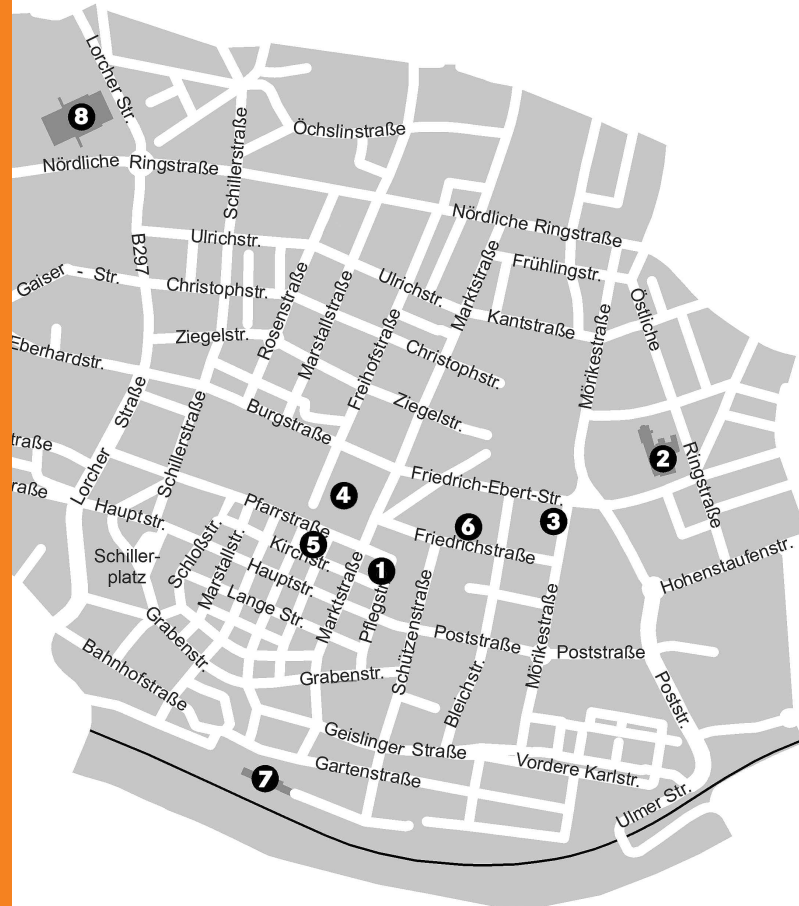 Lorcher Str.
8
Öchslinstraße
Schillerstraße
Nördliche Ringstraße
Nördliche Ringstraße
Ulrichstr.
B297
Marktstraße
Frühlingstr.
Gaiser - Str.
Christophstr.
Ulrichstr.
Östliche
Rosenstraße
Marstallstraße
Kantstraße
Ziegelstr.
Freihofstraße
Mörikestraße
Eberhardstr.
Christophstr.
Straße
Schillerstraße
Burgstraße
Ziegelstr.
traße
Lorcher
2
Ringstraße
raße
Friedrich-Ebert-Str.
4
Hauptstr.
Pfarrstraße
3
6
Schloßstr.
Marstallstr.
Kirchstr.
5
Friedrichstraße
Schiller-
platz
Hauptstr.
Marktstraße
1
Pflegstr.
Hohenstaufenstr.
Lange Str.
Schützenstraße
Mörikestraße
Grabenstr.
Poststraße
Poststraße
Bahnhofstraße
Grabenstr.
Bleichstr.
Poststr.
Geislinger Straße
7
Gartenstraße
Vordere Karlstr.
Ulmer Str.